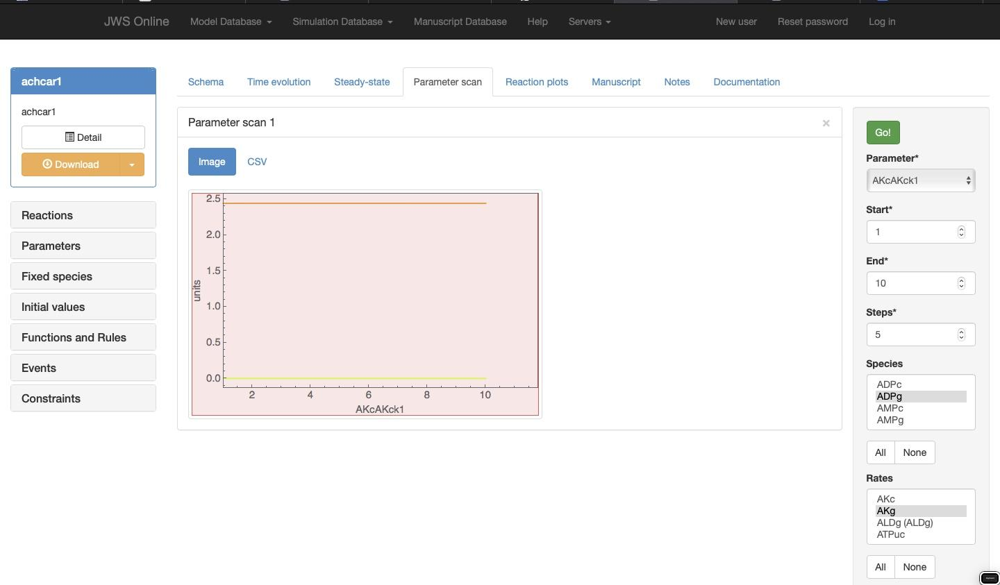 JWS Online Model Database Simulation Database Manuscript Database Help Servers New user Reset password Log in
achcar1
achcar1
Detail
Download
Reactions
Parameters
Fixed species
Initial values
Functions and Rules
Events
Constraints
Schema Time evolution Steady-state Parameter scan Reaction plots Manuscript Notes Documentation
Parameter scan 1 ×
Image CSV
2.5
2.0
1.5
1.0
0.5
0.0
units
2 4 6 8 10
AKcAKck1
Go!
Parameter*
AKcAKck1
Start*
1
End*
10
Steps*
5
Species
ADPc
ADPg
AMPc
AMPg
All None
Rates
AKc
AKg
ALDg (ALDg)
ATPuc
All None